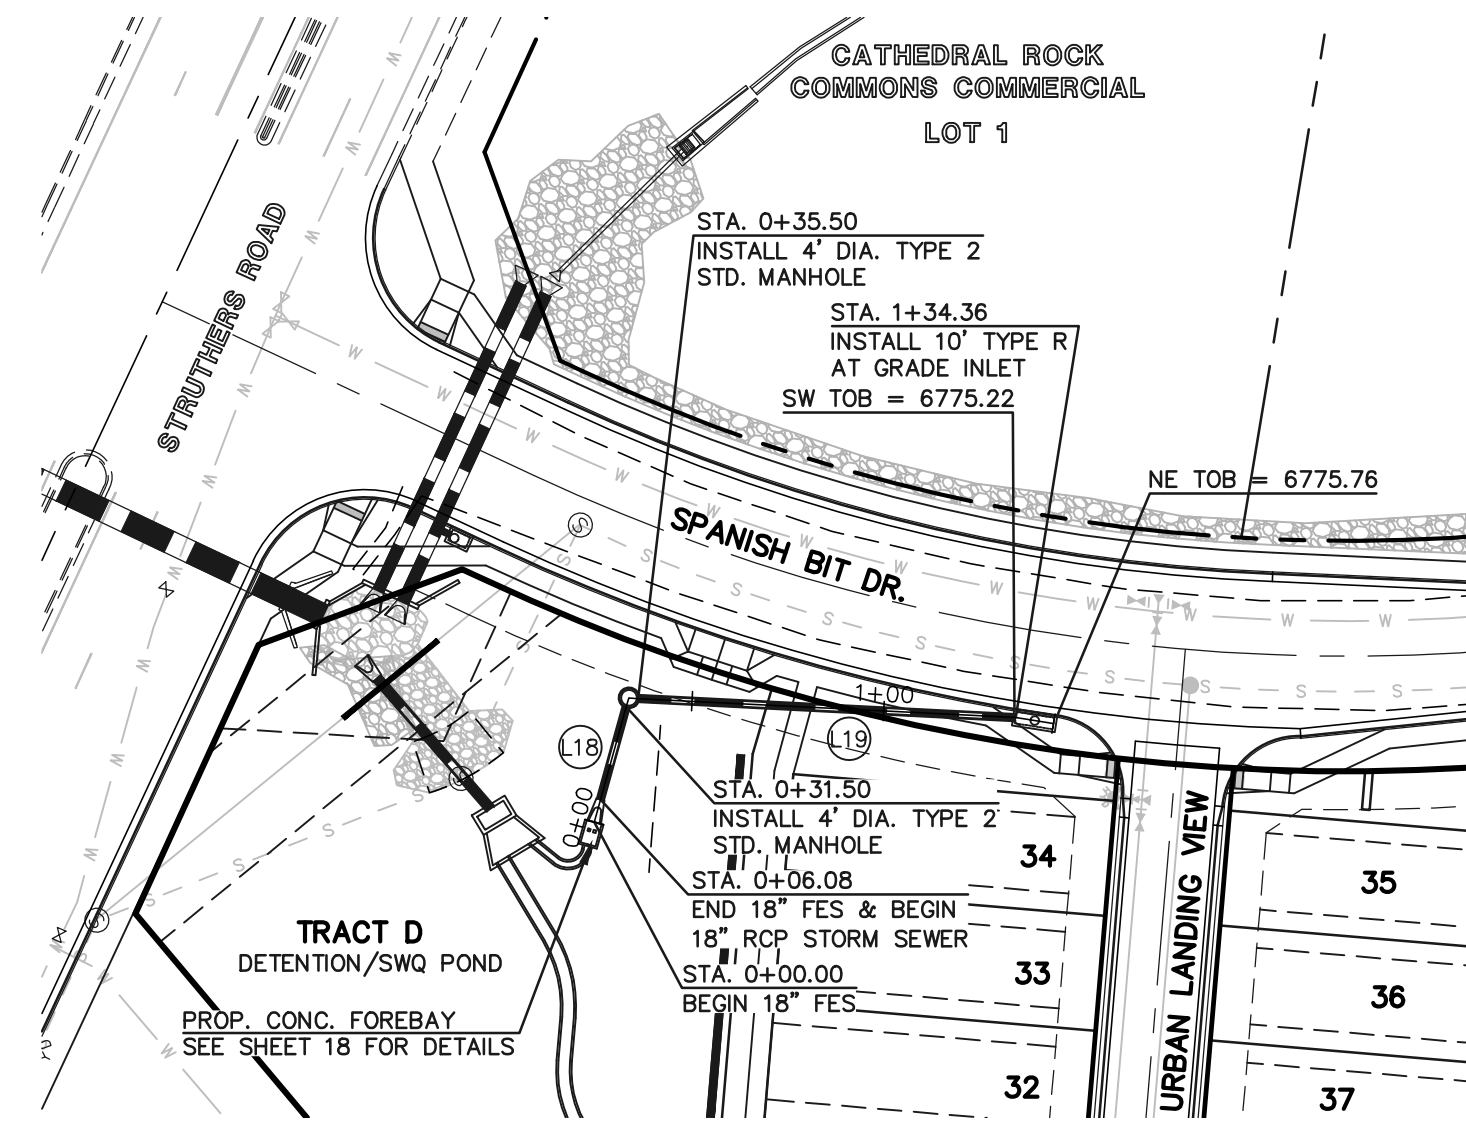 CATHEDRAL ROCK
COMMONS COMMERCIAL
LOT 1
STRUTHERS ROAD
STA. 0+35.50
INSTALL 4' DIA. TYPE 2
STD. MANHOLE
STA. 1+34.36
INSTALL 10' TYPE R
AT GRADE INLET
SW TOB = 6775.22
NE TOB = 6775.76
SPANISH BIT DR.
1+00
L18
L19
0+00
STA. 0+31.50
INSTALL 4' DIA. TYPE 2
STD. MANHOLE
STA. 0+06.08
END 18" FES & BEGIN
18" RCP STORM SEWER
STA. 0+00.00
BEGIN 18" FES
TRACT D
DETENTION/SWQ POND
PROP. CONC. FOREBAY
SEE SHEET 18 FOR DETAILS
34
33
32
URBAN LANDING VIEW
35
36
37